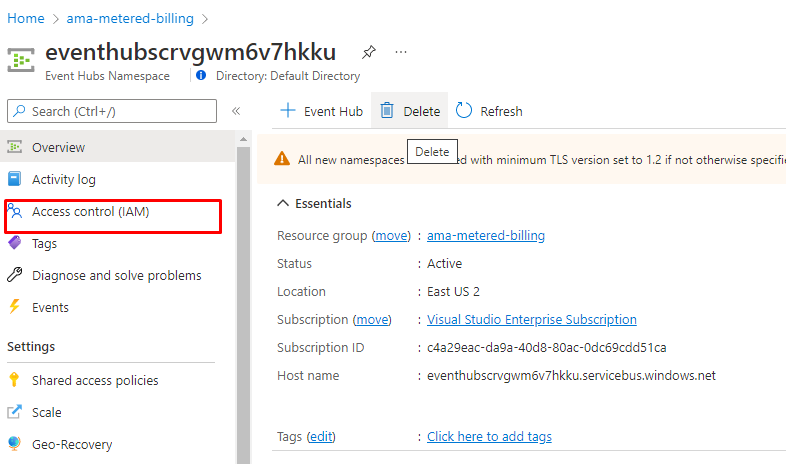 Home > ama-metered-billing >
eventhubscrvgwm6v7hkku
Event Hubs Namespace | Directory: Default Directory
Search (Ctrl+/)
Overview
Activity log
Access control (IAM)
Tags
Diagnose and solve problems
Events
Settings
Shared access policies
Scale
Geo-Recovery
Event Hub Delete Refresh
Delete
All new namespaces ed with minimum TLS version set to 1.2 if not otherwise specifie
Essentials
Resource group (move) : ama-metered-billing
Status : Active
Location : East US 2
Subscription (move) : Visual Studio Enterprise Subscription
Subscription ID : c4a29eac-da9a-40d8-80ac-0dc69cdd51ca
Host name : eventhubscrvgwm6v7hkku.servicebus.windows.net
Tags (edit) : Click here to add tags